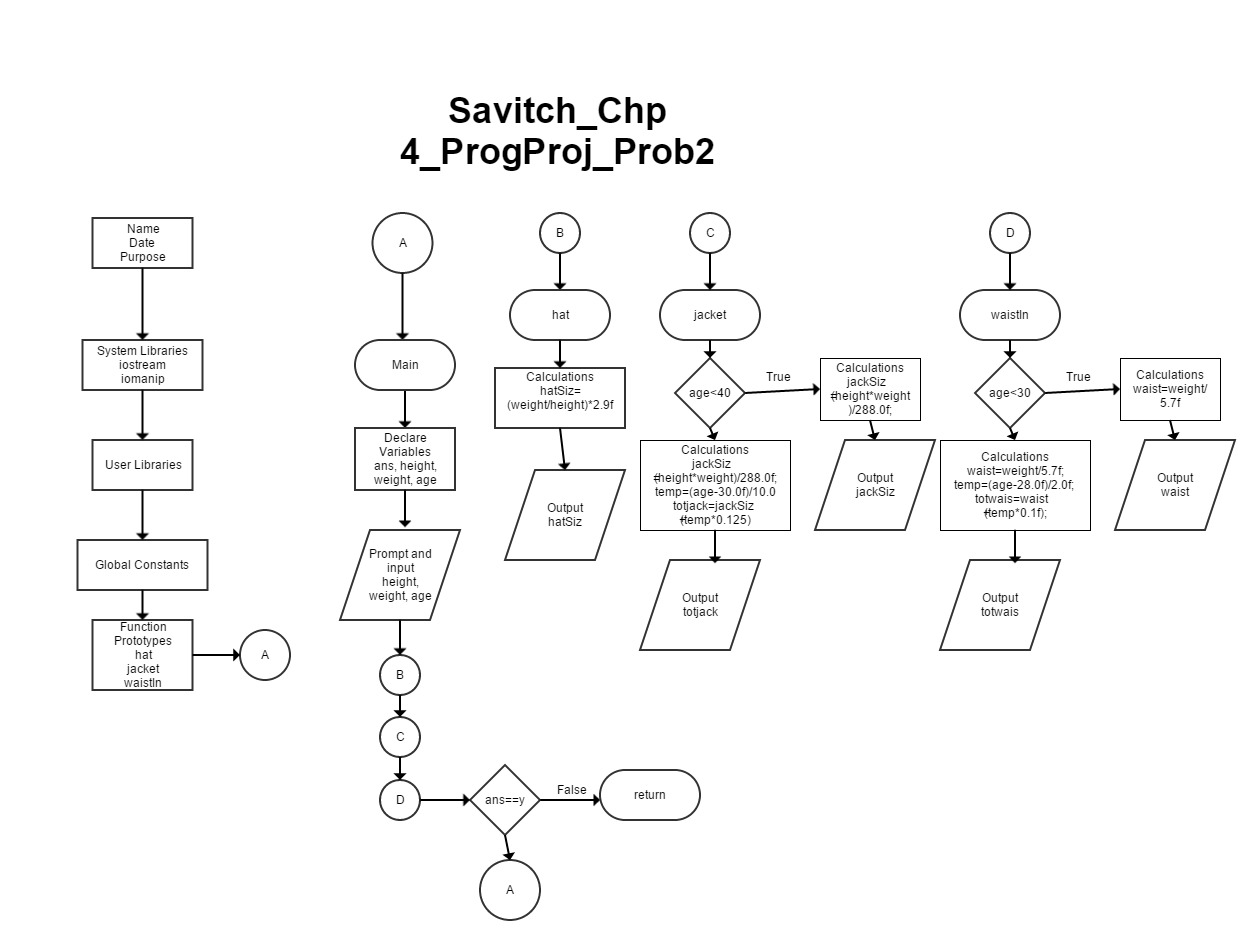 Savitch_Chp
4_ProgProj_Prob2
Name
Date
Purpose
System Libraries
iostream
iomanip
User Libraries
Global Constants
Function
Prototypes
hat
jacket
waistIn
A
A
Main
Declare
Variables
ans, height,
weight, age
Prompt and
input
height,
weight, age
B
C
D
ans==y
False
return
A
B
hat
Calculations
hatSiz=
(weight/height)*2.9f
Output
hatSiz
C
jacket
age<40
True
Calculations
jackSiz
=(height*weight
)/288.0f;
Output
jackSiz
Calculations
jackSiz
=(height*weight)/288.0f;
temp=(age-30.0f)/10.0
totjack=jackSiz
+(temp*0.125)
Output
totjack
D
waistIn
age<30
True
Calculations
waist=weight/
5.7f
Output
waist
Calculations
waist=weight/5.7f;
temp=(age-28.0f)/2.0f;
totwais=waist
+(temp*0.1f);
Output
totwais